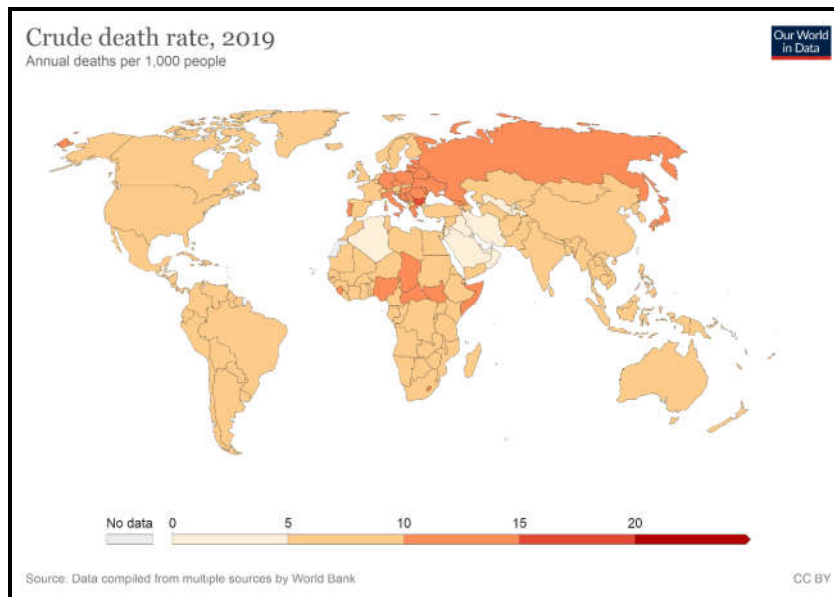 Crude death rate, 2019
Annual deaths per 1,000 people
Our World
in Data
No data
0
5
10
15
20
Source: Data compiled from multiple sources by World Bank
CC BY